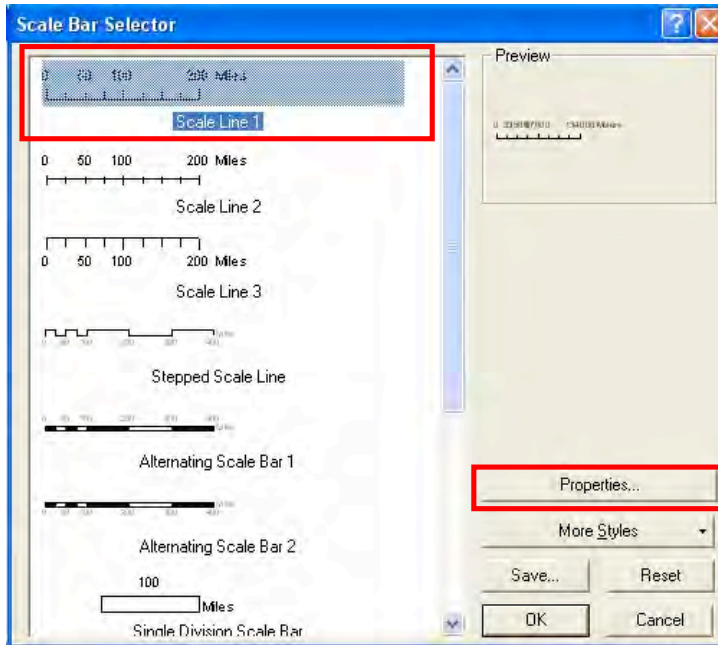 Scale Bar Selector
Preview
200 Miles
Scale Line 1
0 50 100 200 Miles
Scale Line 2
0 50 100 200 Miles
Scale Line 3
Stepped Scale Line
Alternating Scale Bar 1
Alternating Scale Bar 2
100
Miles
Single Division Scale Bar
Properties...
More Styles
Save...
Reset
OK
Cancel